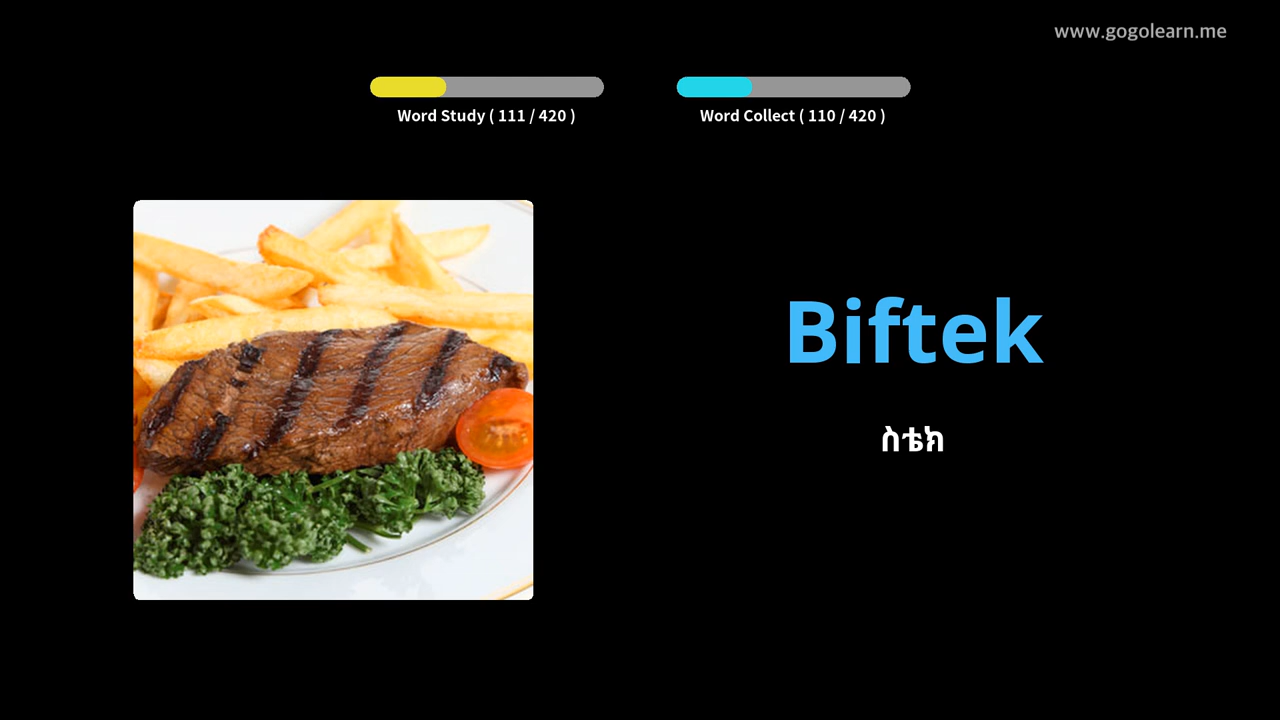 www.gogolearn.me
Word Study ( 111 / 420 )
Word Collect ( 110 / 420 )
Biftek
ስቴክ